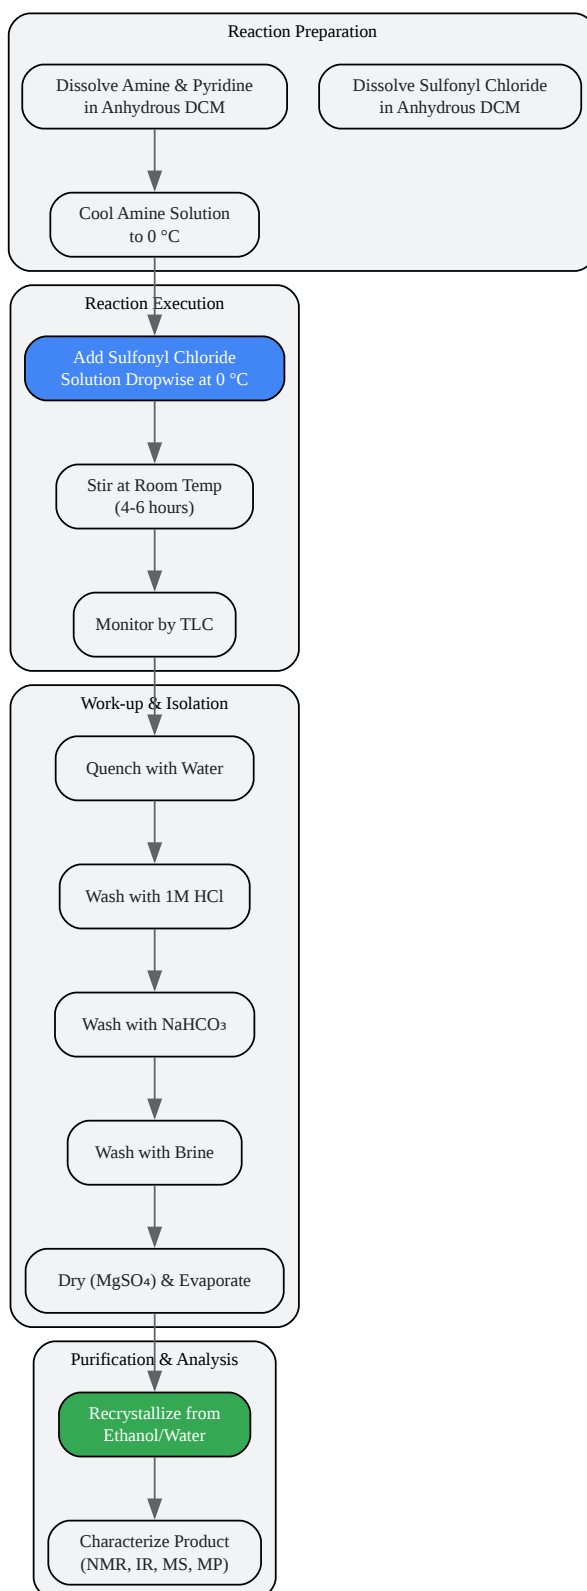 Reaction Preparation
Dissolve Amine & Pyridine
in Anhydrous DCM
Dissolve Sulfonyl Chloride
in Anhydrous DCM
Cool Amine Solution
to 0 °C
Reaction Execution
Add Sulfonyl Chloride
Solution Dropwise at 0 °C
Stir at Room Temp
(4-6 hours)
Monitor by TLC
Work-up & Isolation
Quench with Water
Wash with 1M HCl
Wash with NaHCO₃
Wash with Brine
Dry (MgSO₄) & Evaporate
Purification & Analysis
Recrystallize from
Ethanol/Water
Characterize Product
(NMR, IR, MS, MP)